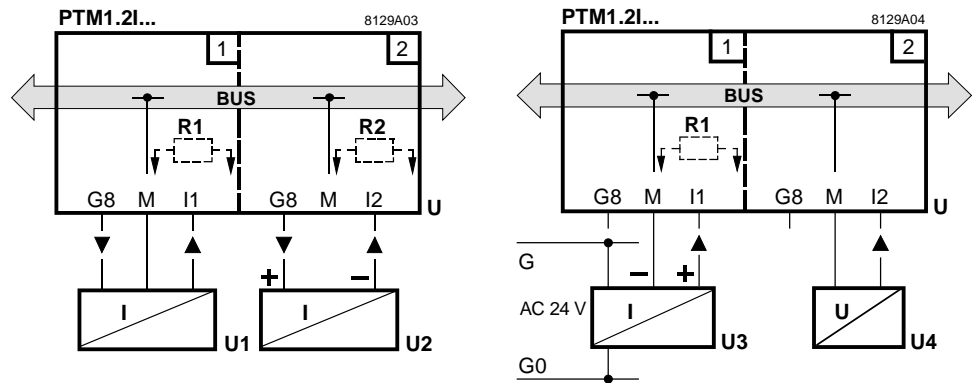 PTM1.2I... 8129A03
1 2
BUS
R1 R2
G8 M I1 G8 M I2 U
+ –
I I
U1 U2
PTM1.2I... 8129A04
1 2
BUS
R1
G8 M I1 G8 M I2 U
G
– +
AC 24 V I U
U3 U4
G0